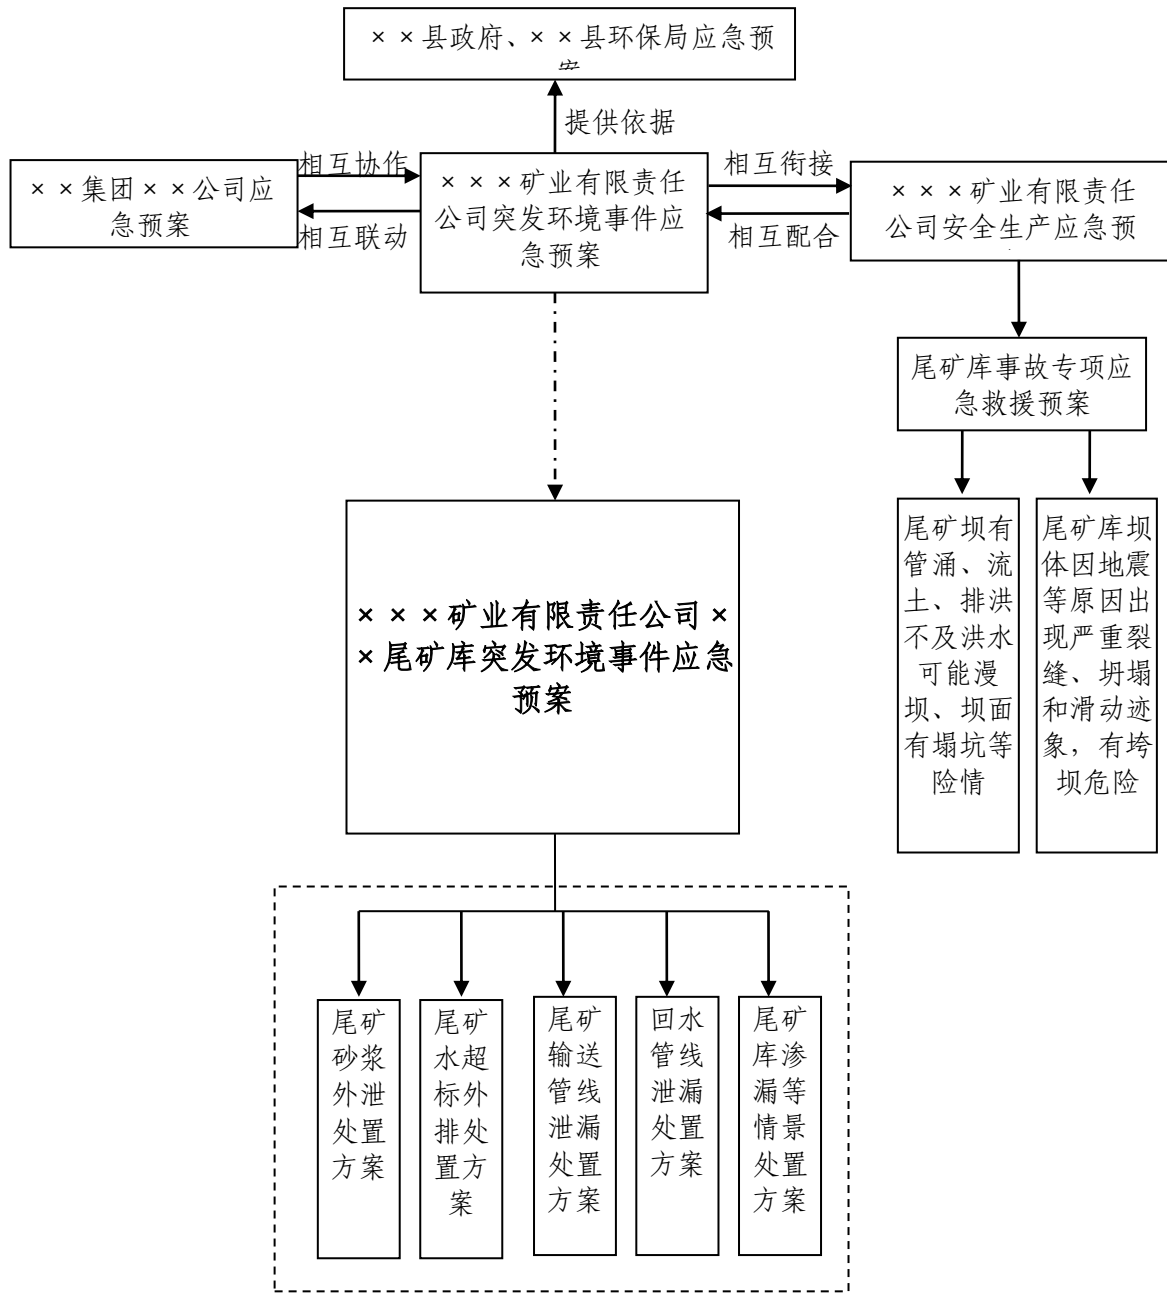 ××县政府、××县环保局应急预
提供依据
相互协作
相互联动
××集团××公司应
急预案
×××矿业有限责任
公司突发环境事件应
急预案
相互衔接
相互配合
×××矿业有限责任
公司安全生产应急预
尾矿库事故专项应
急救援预案
尾矿坝有
管涌、流
土、排洪
不及洪水
可能漫
坝、坝面
有塌坑等
险情
尾矿库坝
体因地震
等原因出
现严重裂
缝、坍塌
和滑动迹
象，有垮
坝危险
×××矿业有限责任公司×
×尾矿库突发环境事件应急
预案
尾矿
砂浆
外泄
处置
方案
尾矿
水超
标外
排处
置方
案
尾矿
输送
管线
泄漏
处置
方案
回水
管线
泄漏
处置
方案
尾矿
库渗
漏等
情景
处置
方案